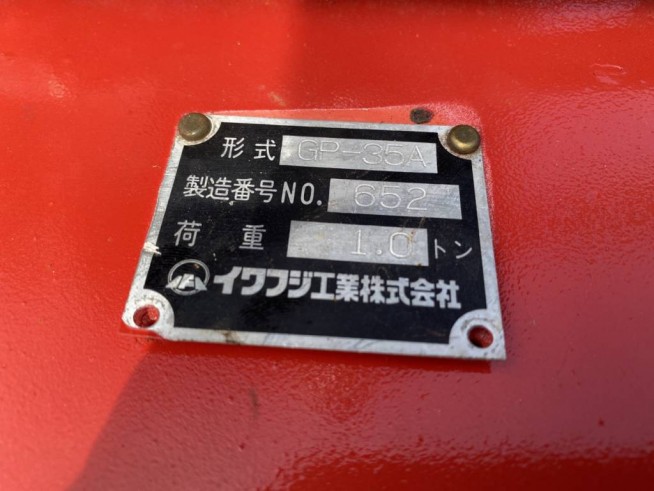 形式 GP-35A
製造番号NO. 652
荷重 1.0トン
イワフジ工業株式会社